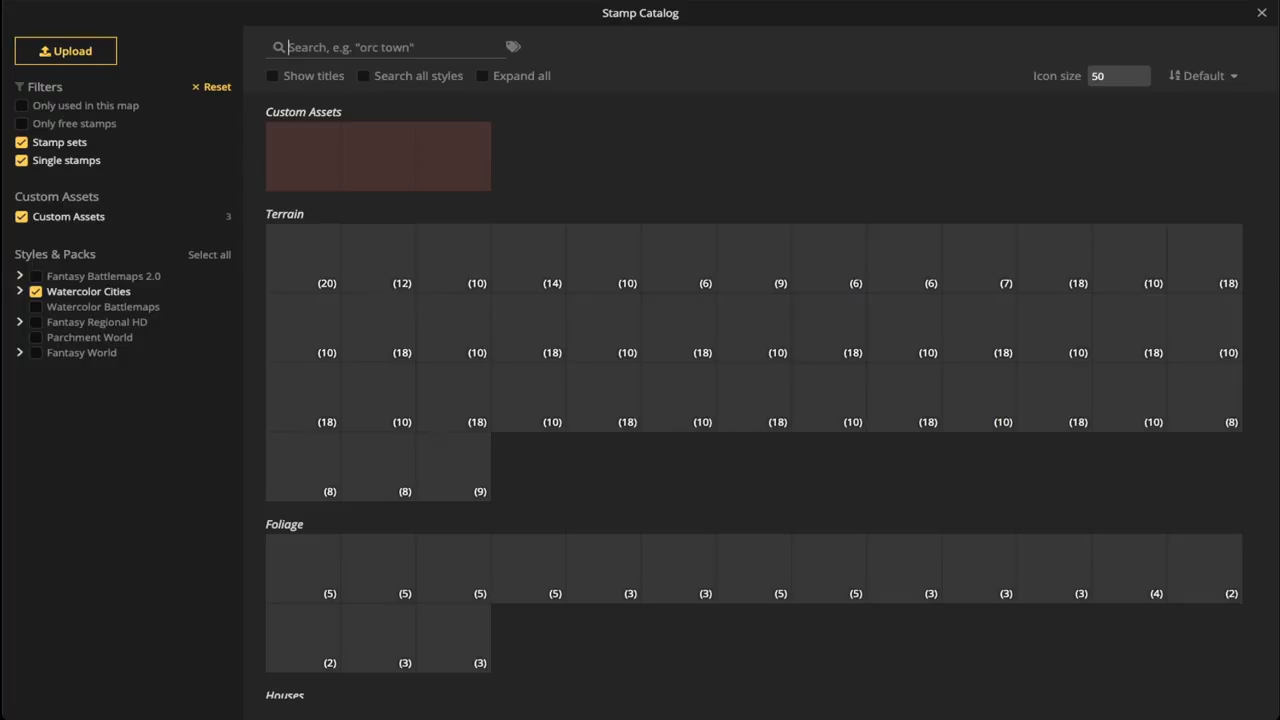 Stamp Catalog
Upload
Search, e.g. "orc town"
Filters
Reset
Show titles
Search all styles
Expand all
Icon size
50
Default
Only used in this map
Only free stamps
Stamp sets
Single stamps
Custom Assets
Custom Assets
3
Styles & Packs
Select all
Fantasy Battlemaps 2.0
Watercolor Cities
Watercolor Battlemaps
Fantasy Regional HD
Parchment World
Fantasy World
Custom Assets
Terrain
(20) (12) (10) (14) (10) (6) (9) (6) (6) (7) (18) (10) (18)
(10) (18) (10) (18) (10) (18) (10) (18) (10) (18) (10) (18) (10)
(18) (10) (18) (10) (18) (10) (18) (10) (18) (10) (18) (10) (8)
(8) (8) (9)
Foliage
(5) (5) (5) (5) (3) (3) (5) (5) (3) (3) (3) (4) (2)
(2) (3) (3)
Houses